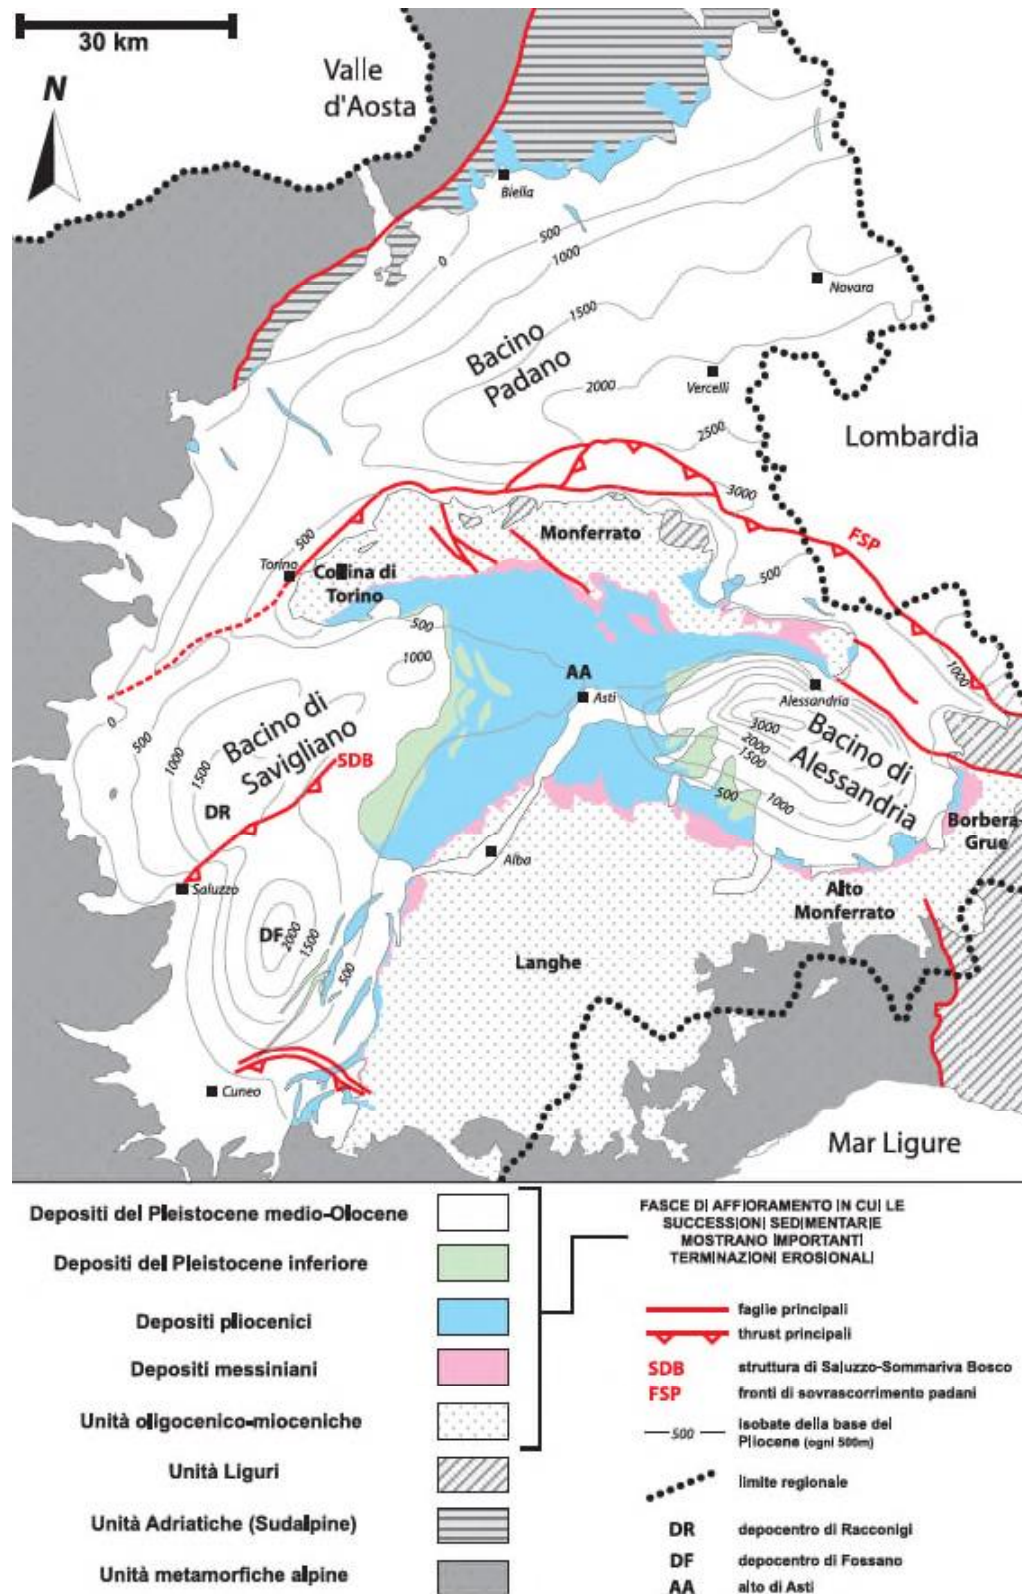 30 km
N
Valle
d'Aosta
Biella
0
500
1000
1500
Novara
Bacino
Padano
2000
Vercelli
2500
Lombardia
3000
FSP
500
Monferrato
Torino
Collina di
Torino
500
500
1000
1000
AA
Asti
Alessandria
0
500
1000
1500
Bacino di
Savigliano
SDB
DR
3000
2000
1500
Bacino di
Alessandria
500
1000
Borbera-
Grue
Alba
Saluzzo
Alto
Monferrato
DF
2000
1500
500
Langhe
Cuneo
Mar Ligure
Depositi del Pleistocene medio-Olocene
Depositi del Pleistocene inferiore
Depositi pliocenici
Depositi messiniani
Unità oligocenico-mioceniche
Unità Liguri
Unità Adriatiche (Sudalpine)
Unità metamorfiche alpine
FASCE DI AFFIORAMENTO IN CUI LE
SUCCESSIONI SEDIMENTARIE
MOSTRANO IMPORTANTI
TERMINAZIONI EROSIONALI
faglie principali
thrust principali
SDB struttura di Saluzzo-Sommariva Bosco
FSP fronti di sovrascorrimento padani
500 isobate della base del
Pliocene (ogni 500m)
limite regionale
DR depocentro di Racconigi
DF depocentro di Fossano
AA alto di Asti